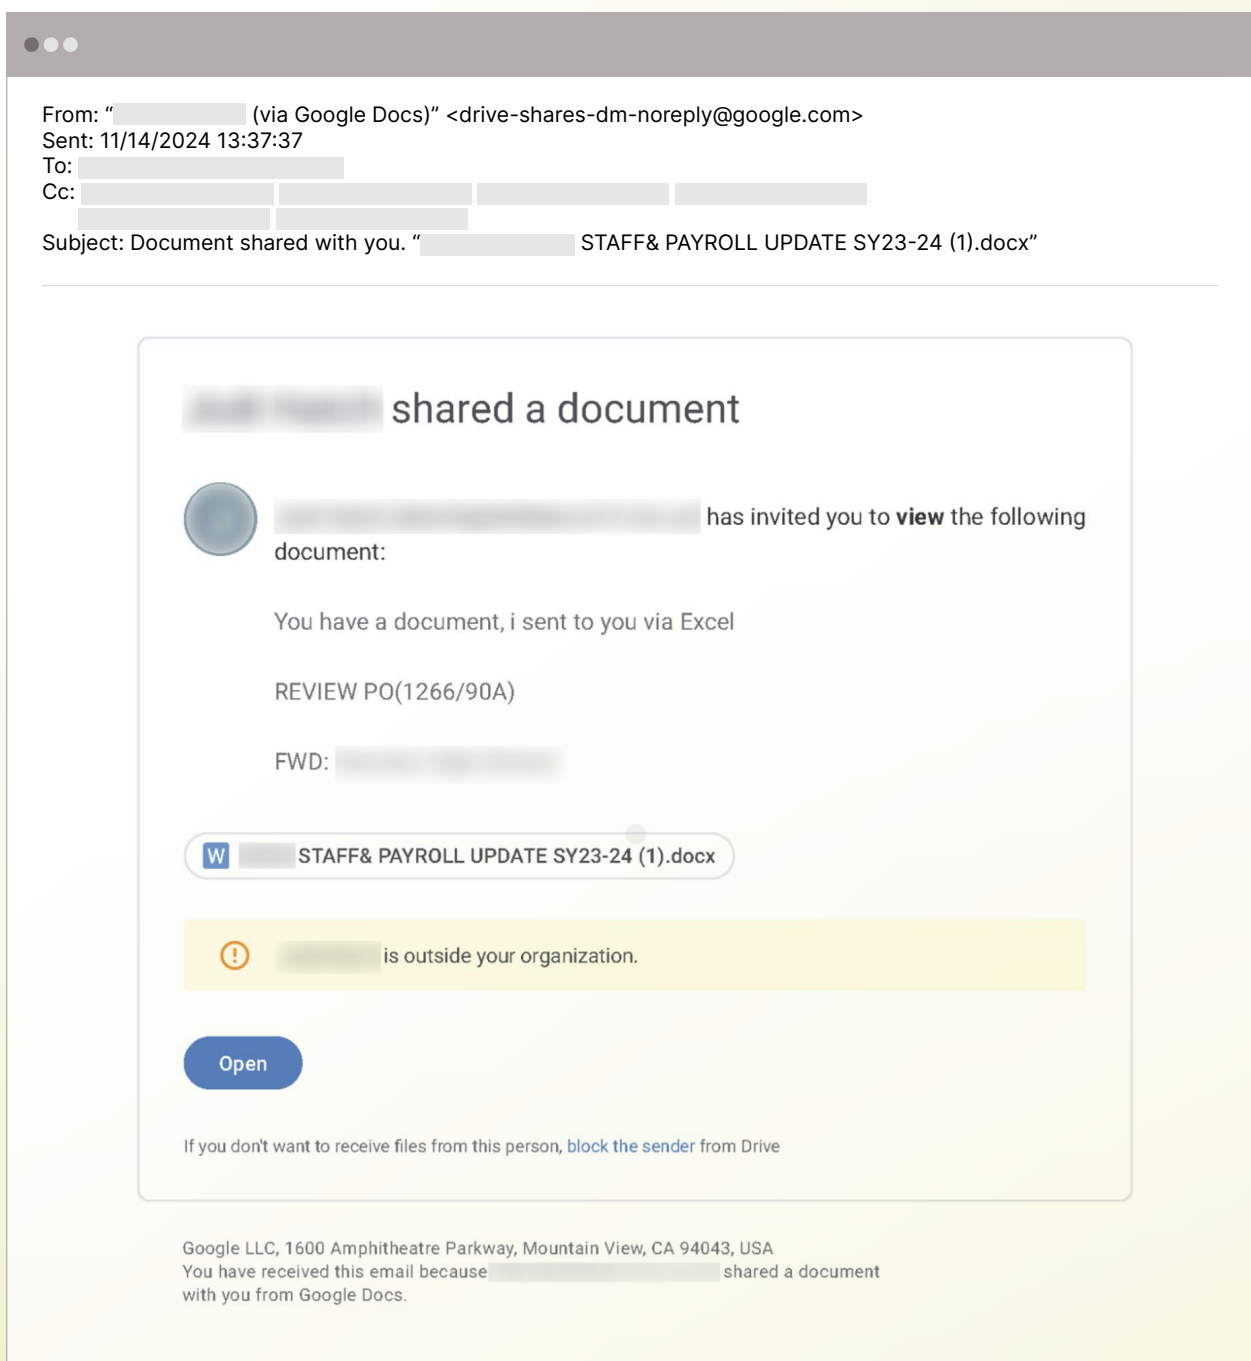 From: “ (via Google Docs)” <drive-shares-dm-noreply@google.com>
Sent: 11/14/2024 13:37:37
To:
Cc:
Subject: Document shared with you. “ STAFF& PAYROLL UPDATE SY23-24 (1).docx”
shared a document
has invited you to view the following
document:
You have a document, i sent to you via Excel
REVIEW PO(1266/90A)
FWD:
W STAFF& PAYROLL UPDATE SY23-24 (1).docx
is outside your organization.
Open
If you don't want to receive files from this person, block the sender from Drive
Google LLC, 1600 Amphitheatre Parkway, Mountain View, CA 94043, USA
You have received this email because shared a document
with you from Google Docs.